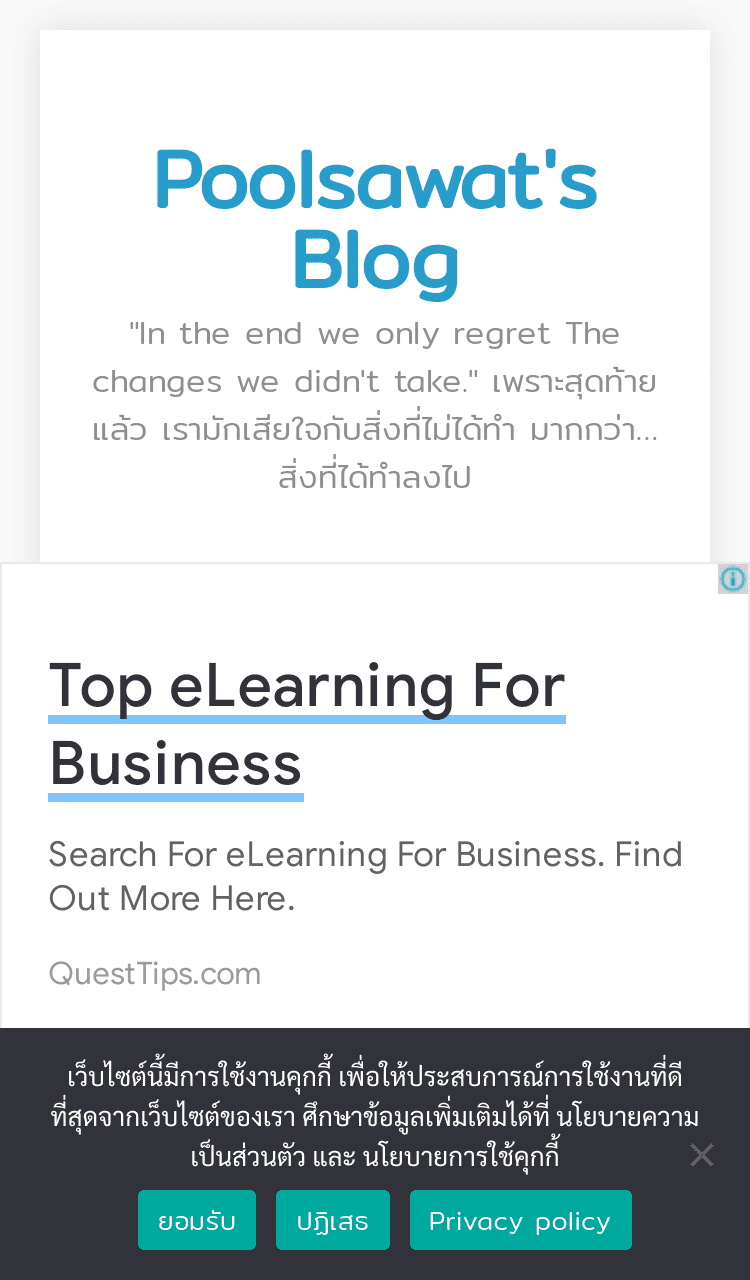 Poolsawat's
Blog
"In the end we only regret The
changes we didn't take." เพราะสุดท้าย
แล้ว เรามักเสียใจกับสิ่งที่ไม่ได้ทำ มากกว่า...
สิ่งที่ได้ทำลงไป
Top eLearning For
Business
Search For eLearning For Business. Find
Out More Here.
QuestTips.com
เว็บไซต์นี้มีการใช้งานคุกกี้ เพื่อให้ประสบการณ์การใช้งานที่ดี
ที่สุดจากเว็บไซต์ของเรา ศึกษาข้อมูลเพิ่มเติมได้ที่ นโยบายความ
เป็นส่วนตัว และ นโยบายการใช้คุกกี้
ยอมรับ ปฏิเสธ Privacy policy